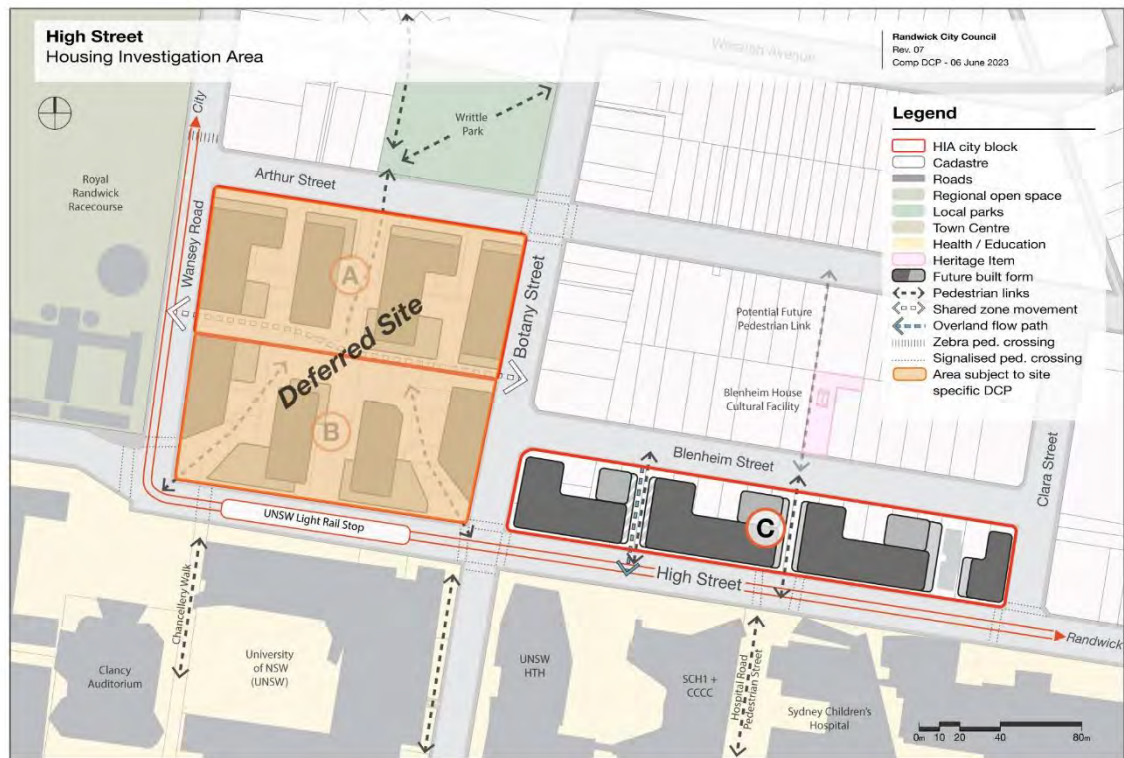 High Street
Housing Investigation Area
Randwick City Council
Rev. 07
Comp DCP - 06 June 2023
Legend
HIA city block
Cadastre
Roads
Regional open space
Local parks
Town Centre
Health / Education
Heritage Item
Future built form
Pedestrian links
Shared zone movement
Overland flow path
Zebra ped. crossing
Signalised ped. crossing
Area subject to site
specific DCP
City
Writtle
Park
Royal
Randwick
Racecourse
Arthur Street
Wansey Road
A
Deferred Site
B
Botany Street
Potential Future
Pedestrian Link
Blenheim House
Cultural Facility
Blenheim Street
Clara Street
C
UNSW Light Rail Stop
High Street
Randwick
Chancellery Walk
Clancy
Auditorium
University
of NSW
(UNSW)
UNSW
HTH
SCH1 +
CCCC
Hospital Road
Pedestrian Street
Sydney Children's
Hospital
0m 10 20 40 80m